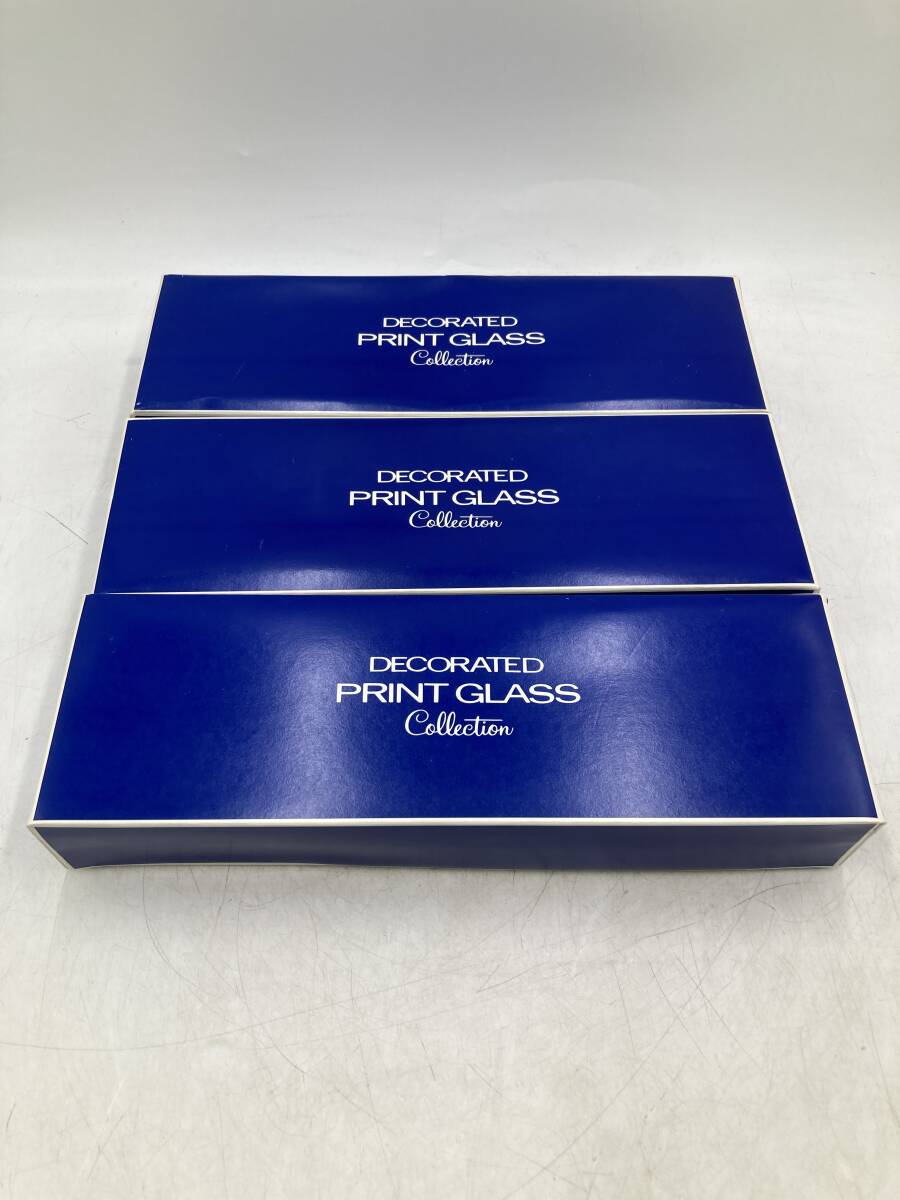 DECORATED
PRINT GLASS
Collection
DECORATED
PRINT GLASS
Collection
DECORATED
PRINT GLASS
Collection